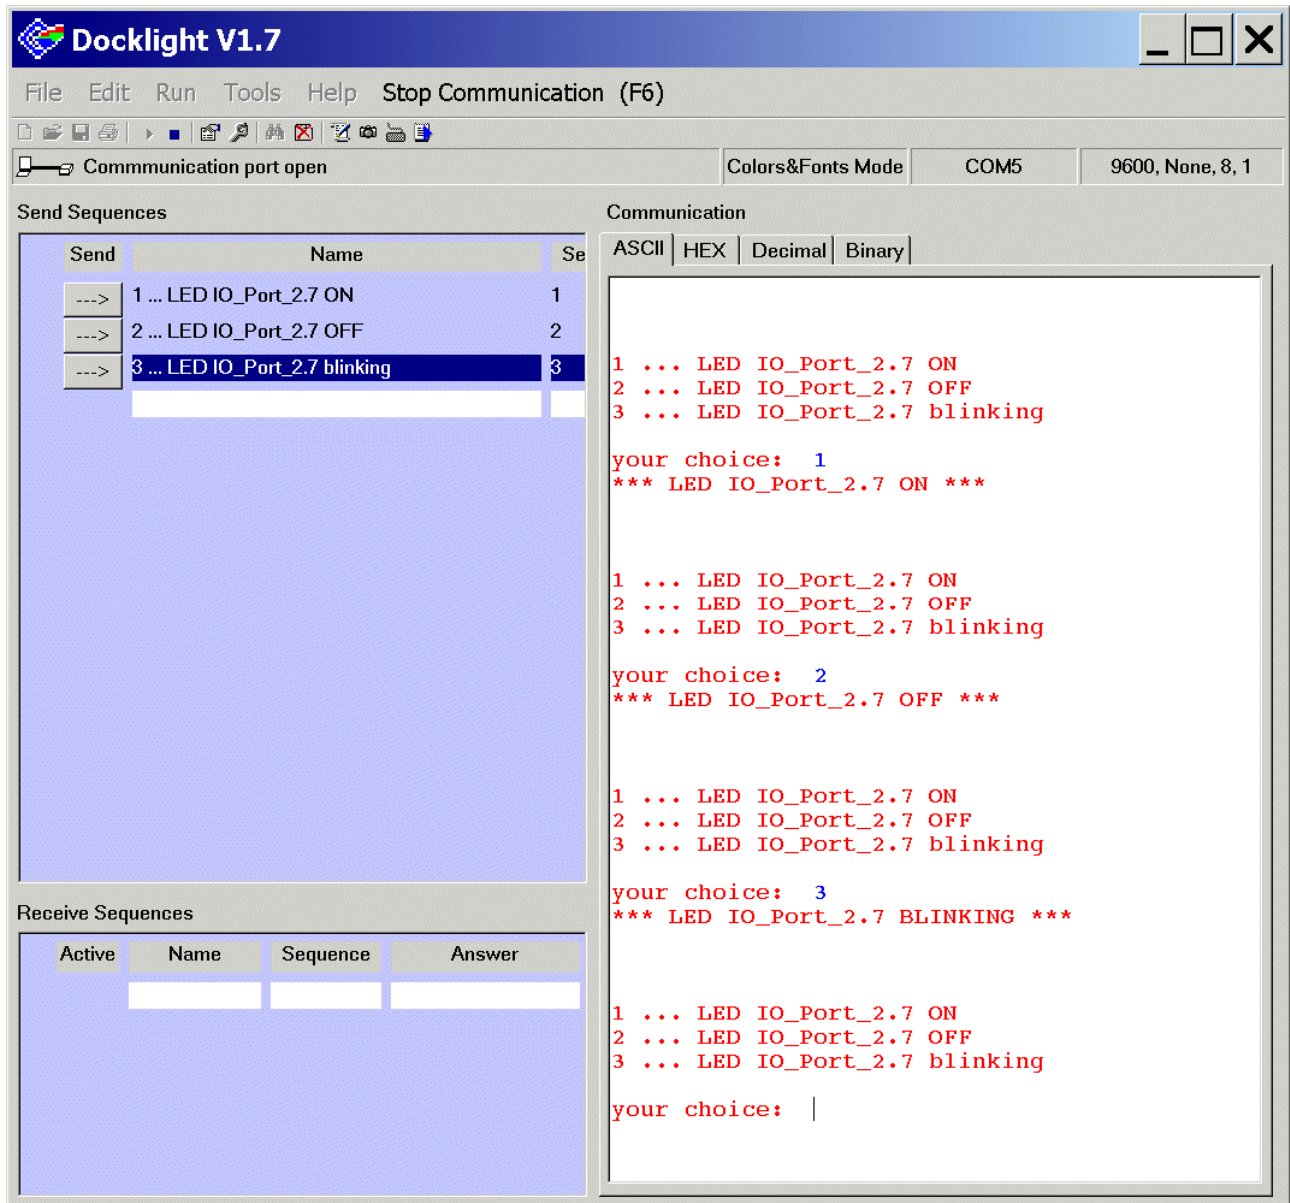 Docklight V1.7
File Edit Run Tools Help Stop Communication (F6)
Commmunication port open
Colors&Fonts Mode
COM5
9600, None, 8, 1
Send Sequences
Send Name Se
---> 1 ... LED IO_Port_2.7 ON 1
---> 2 ... LED IO_Port_2.7 OFF 2
---> 3 ... LED IO_Port_2.7 blinking 3
Receive Sequences
Active Name Sequence Answer
Communication
ASCII HEX Decimal Binary
1 ... LED IO_Port_2.7 ON
2 ... LED IO_Port_2.7 OFF
3 ... LED IO_Port_2.7 blinking
your choice: 1
*** LED IO_Port_2.7 ON ***
1 ... LED IO_Port_2.7 ON
2 ... LED IO_Port_2.7 OFF
3 ... LED IO_Port_2.7 blinking
your choice: 2
*** LED IO_Port_2.7 OFF ***
1 ... LED IO_Port_2.7 ON
2 ... LED IO_Port_2.7 OFF
3 ... LED IO_Port_2.7 blinking
your choice: 3
*** LED IO_Port_2.7 BLINKING ***
1 ... LED IO_Port_2.7 ON
2 ... LED IO_Port_2.7 OFF
3 ... LED IO_Port_2.7 blinking
your choice: